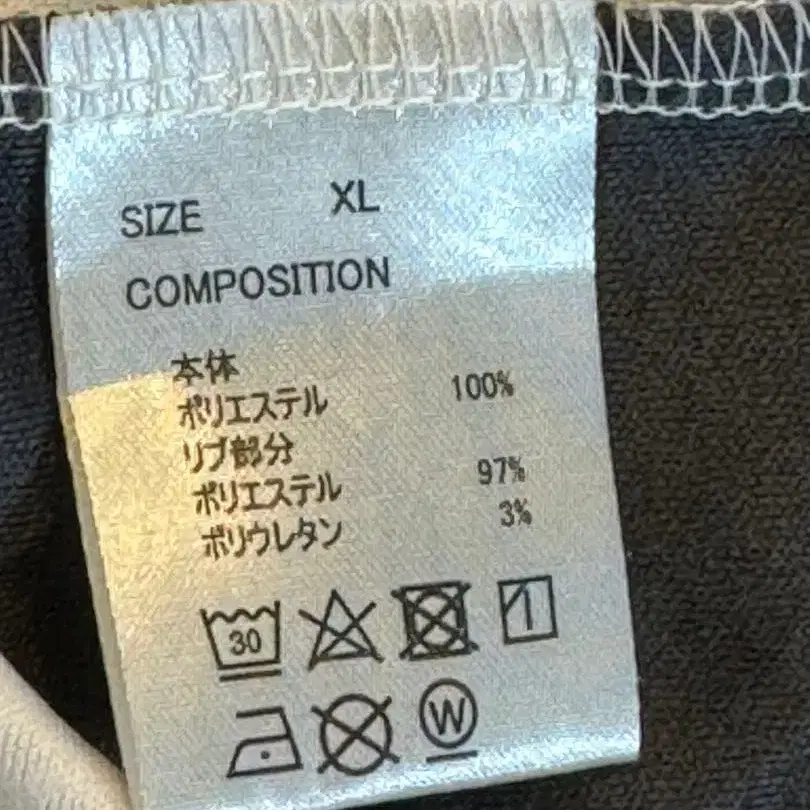 SIZE XL
COMPOSITION
本体
ポリエステル 100%
リブ部分
ポリエステル 97%
ポリウレタン 3%
30
W